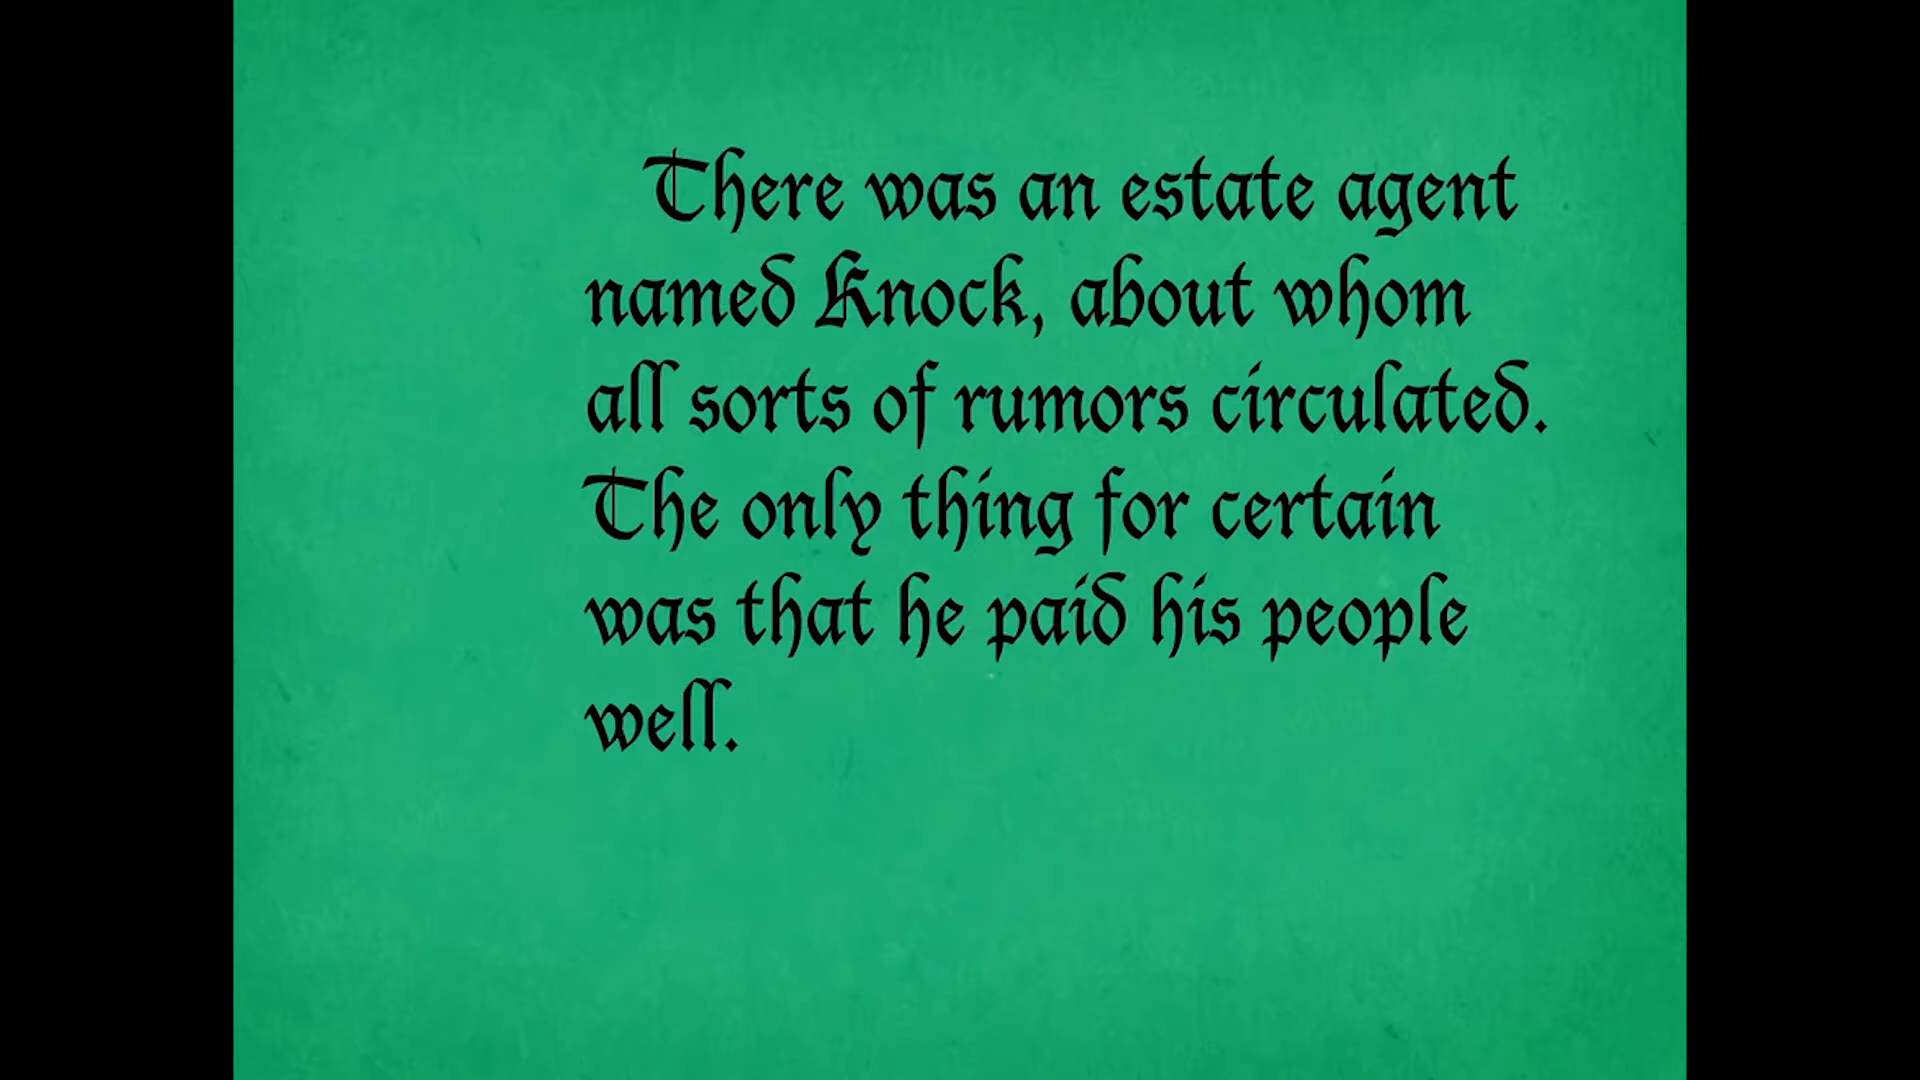 There was an estate agent
named Knock, about whom
all sorts of rumors circulated.
The only thing for certain
was that he paid his people
well.